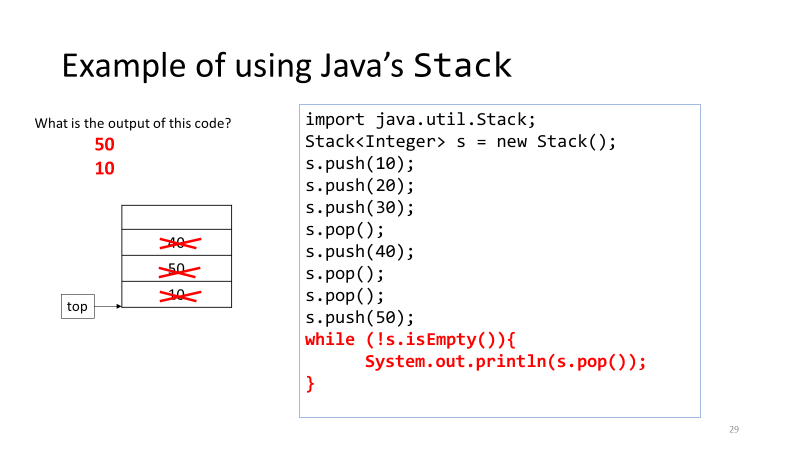 Example of using Java's Stack
What is the output of this code?
50
10
40
50
10
top
import java.util.Stack;
Stack<Integer> s = new Stack();
s.push(10);
s.push(20);
s.push(30);
s.pop();
s.push(40);
s.pop();
s.pop();
s.push(50);
while (!s.isEmpty()){
System.out.println(s.pop());
}
29